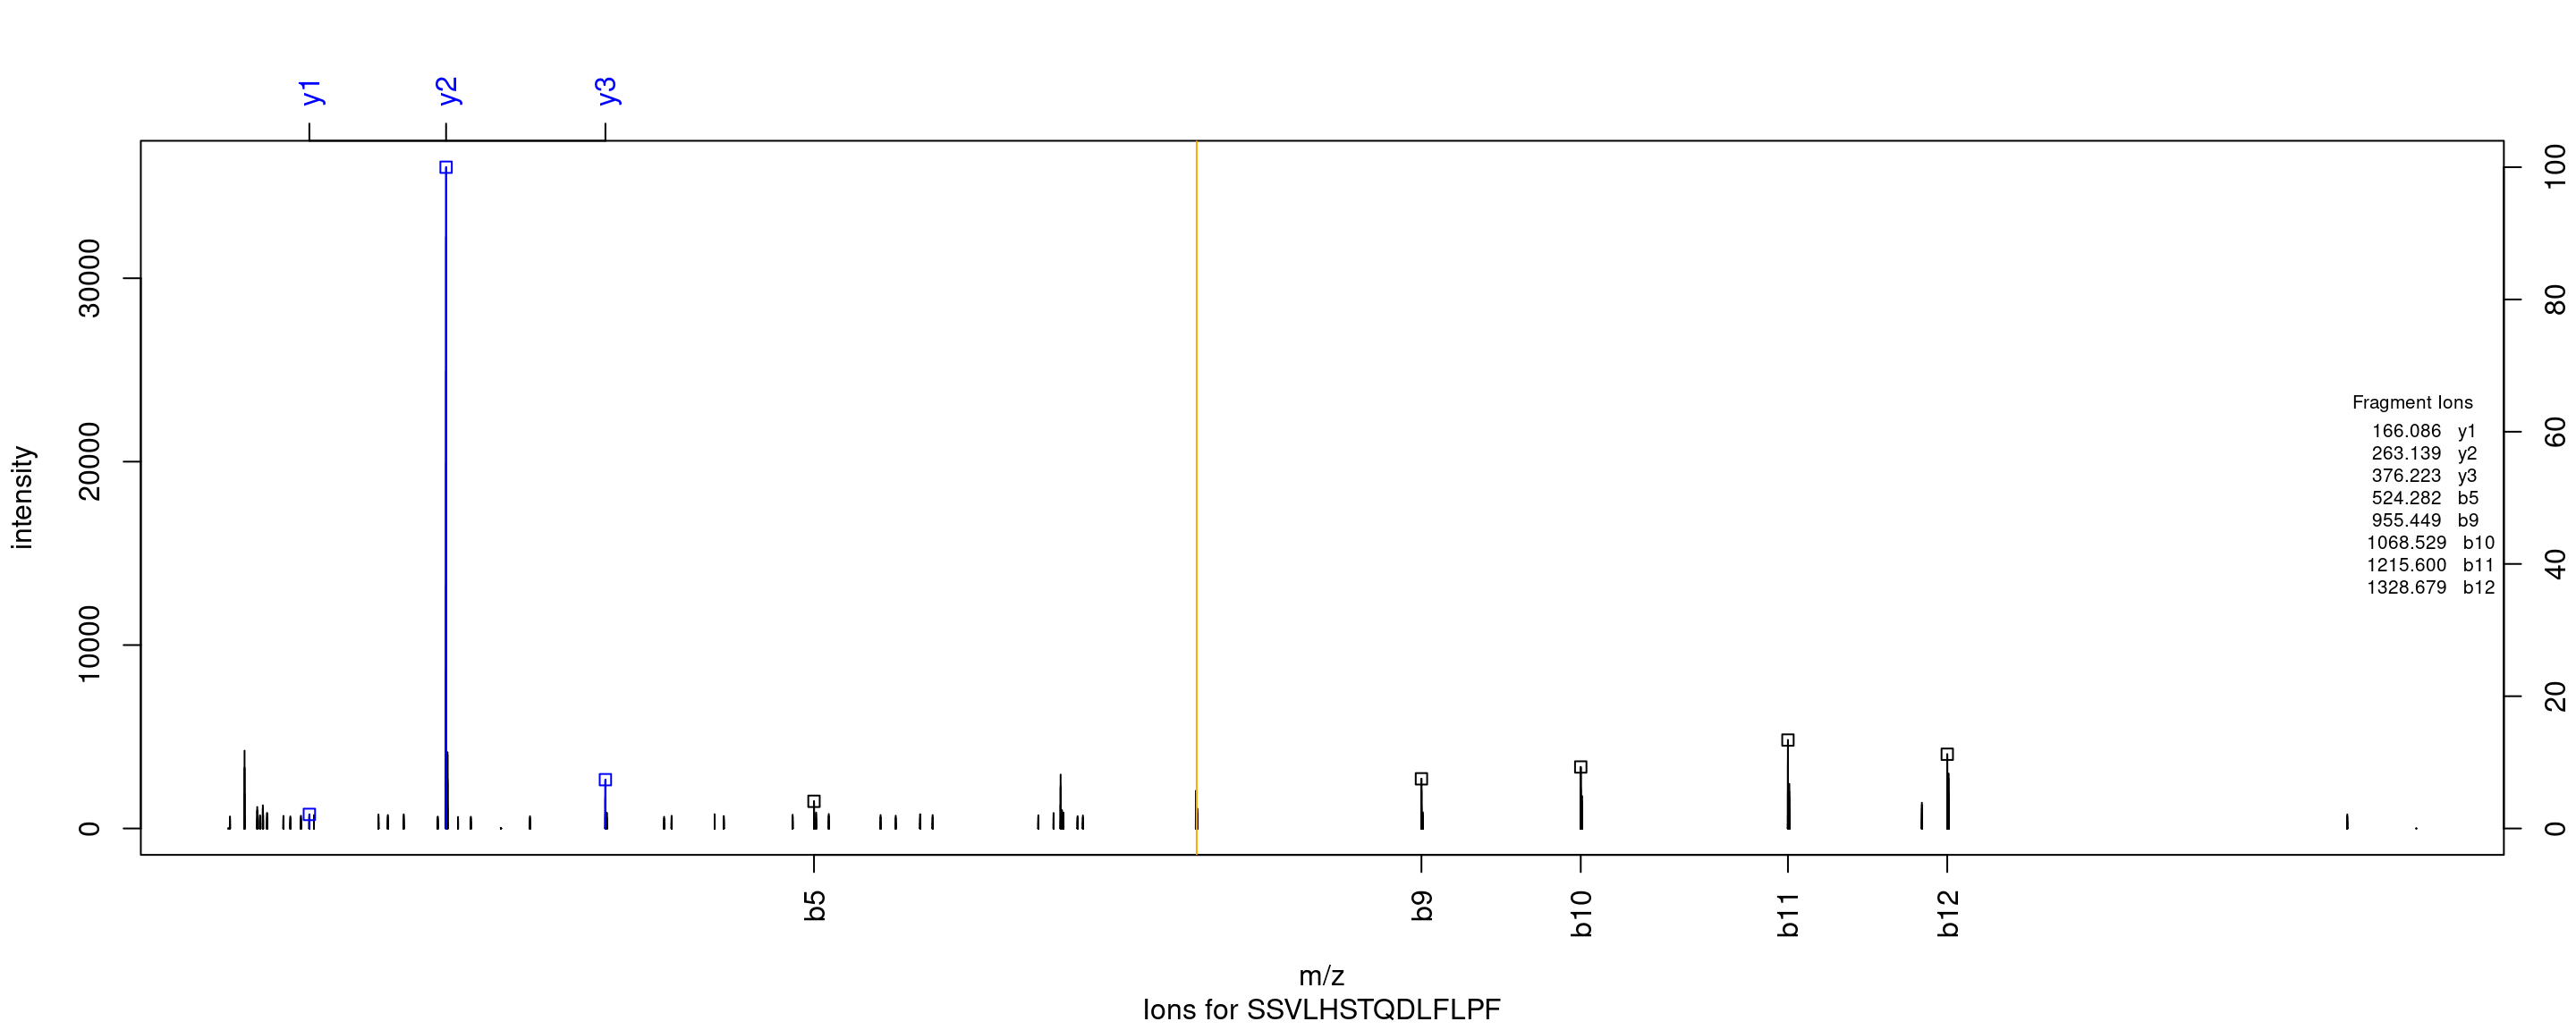 y1 y2 y3
30000
20000
10000
0
intensity
100
80
60
40
20
0
Fragment Ions
166.086 y1
263.139 y2
376.223 y3
524.282 b5
955.449 b9
1068.529 b10
1215.600 b11
1328.679 b12
b5 b9 b10 b11 b12
m/z
Ions for SSVLHSTQDLFLPF